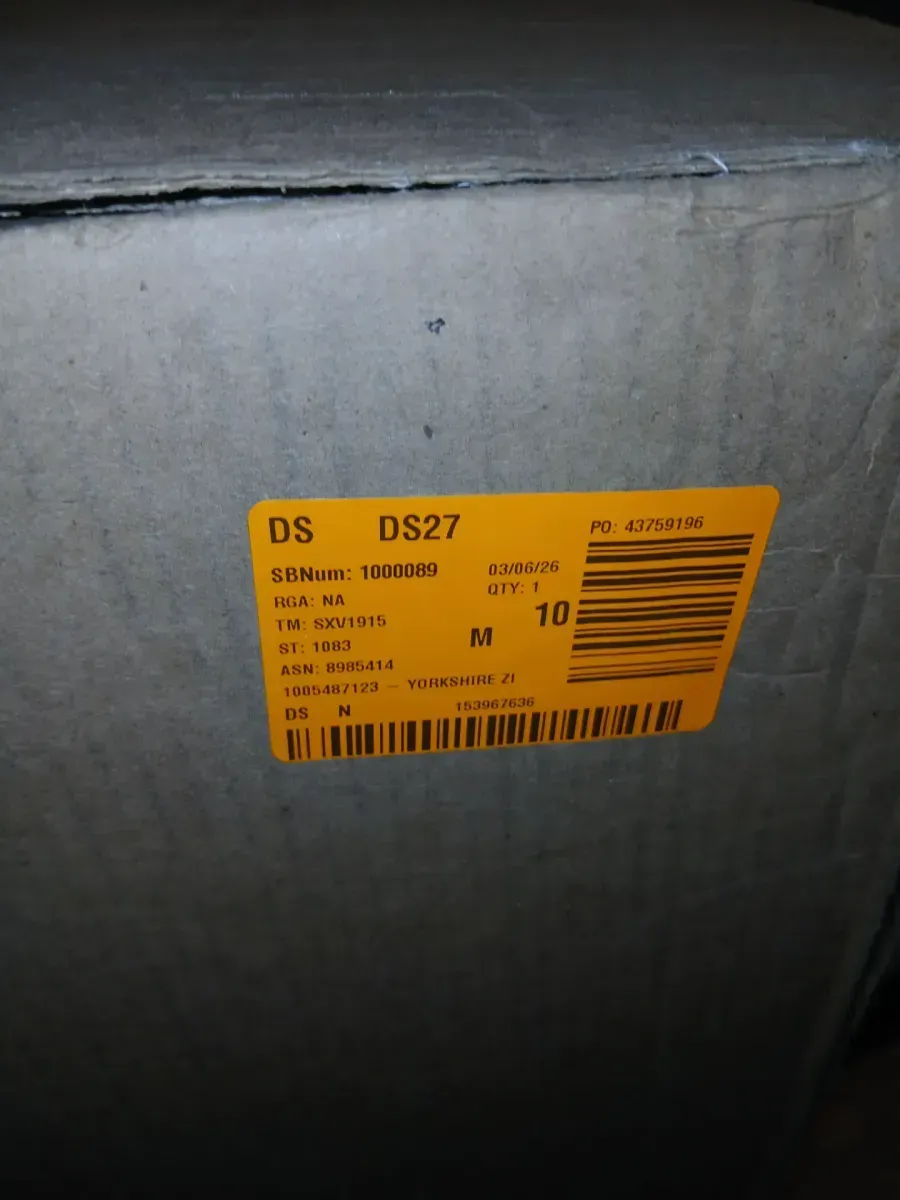 DS DS27
PO: 43759196
SBNum: 1000089 03/06/26
RGA: NA QTY: 1
TM: SXV1915 M 10
ST: 1083
ASN: 8985414
1005487123 – YORKSHIRE ZI
DS N 153967636